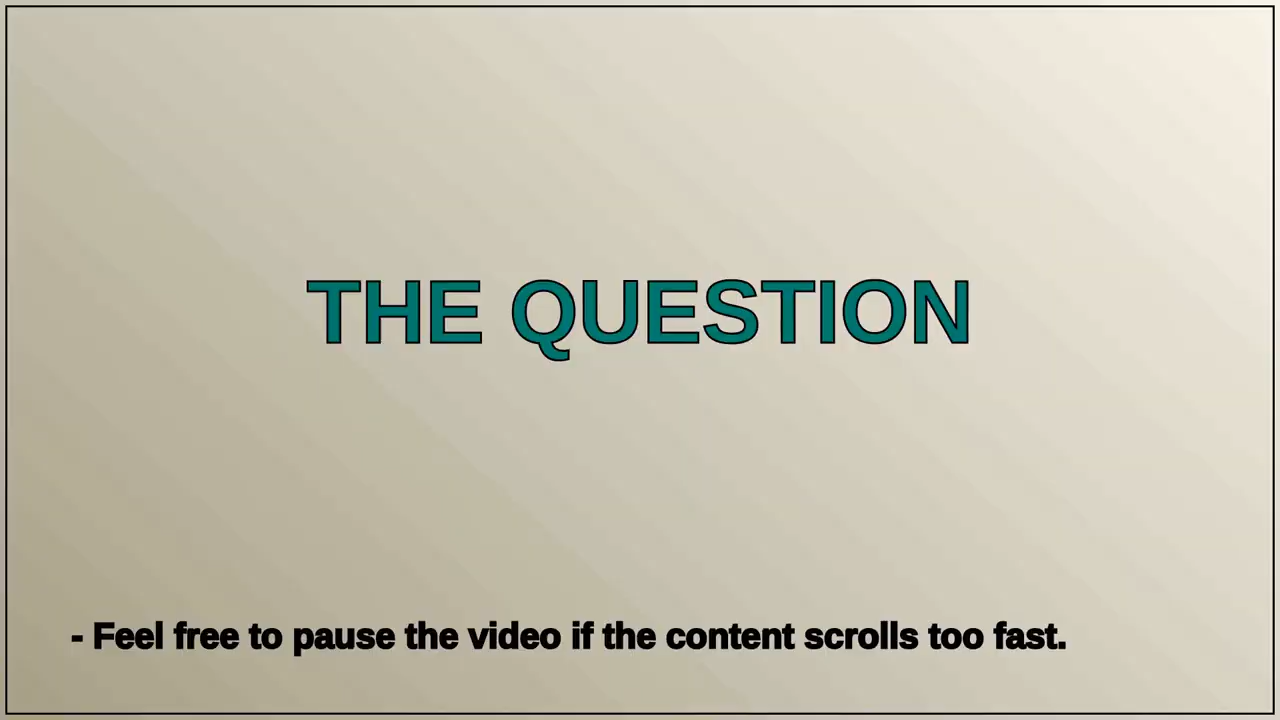 THE QUESTION
- Feel free to pause the video if the content scrolls too fast.